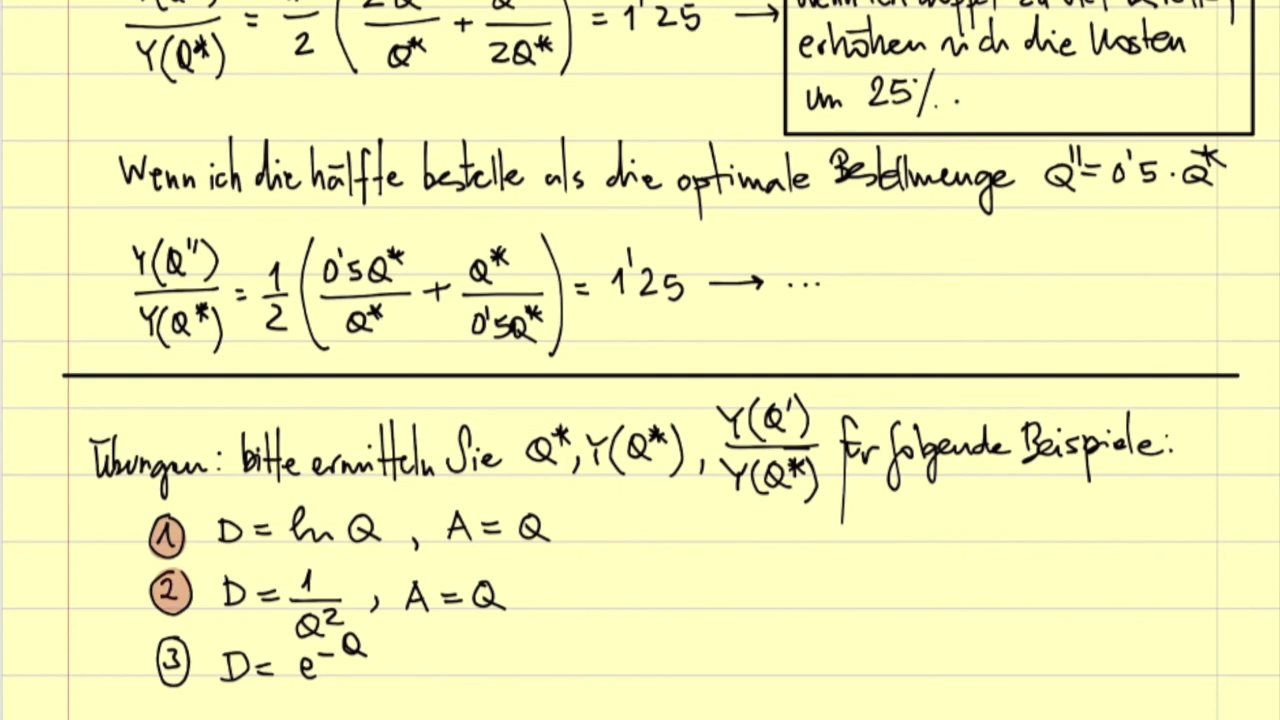 Y(Q*) = 2 ( Q* + 2Q* ) = 1'25 →
erhöhen sich die Kosten
um 25%.
Wenn ich die hälfte bestelle als die optimale Bestellmenge Q''=0'5·Q*
Y(Q'')/Y(Q*) = 1/2 ( 0'5Q*/Q* + Q*/0'5Q* ) = 1'25 → ...
Übungen: bitte ermitteln Sie Q*, Y(Q*), Y(Q')/Y(Q*) für folgende Beispiele:
① D = ln Q , A = Q
② D = 1/Q² , A = Q
③ D = e^-Q